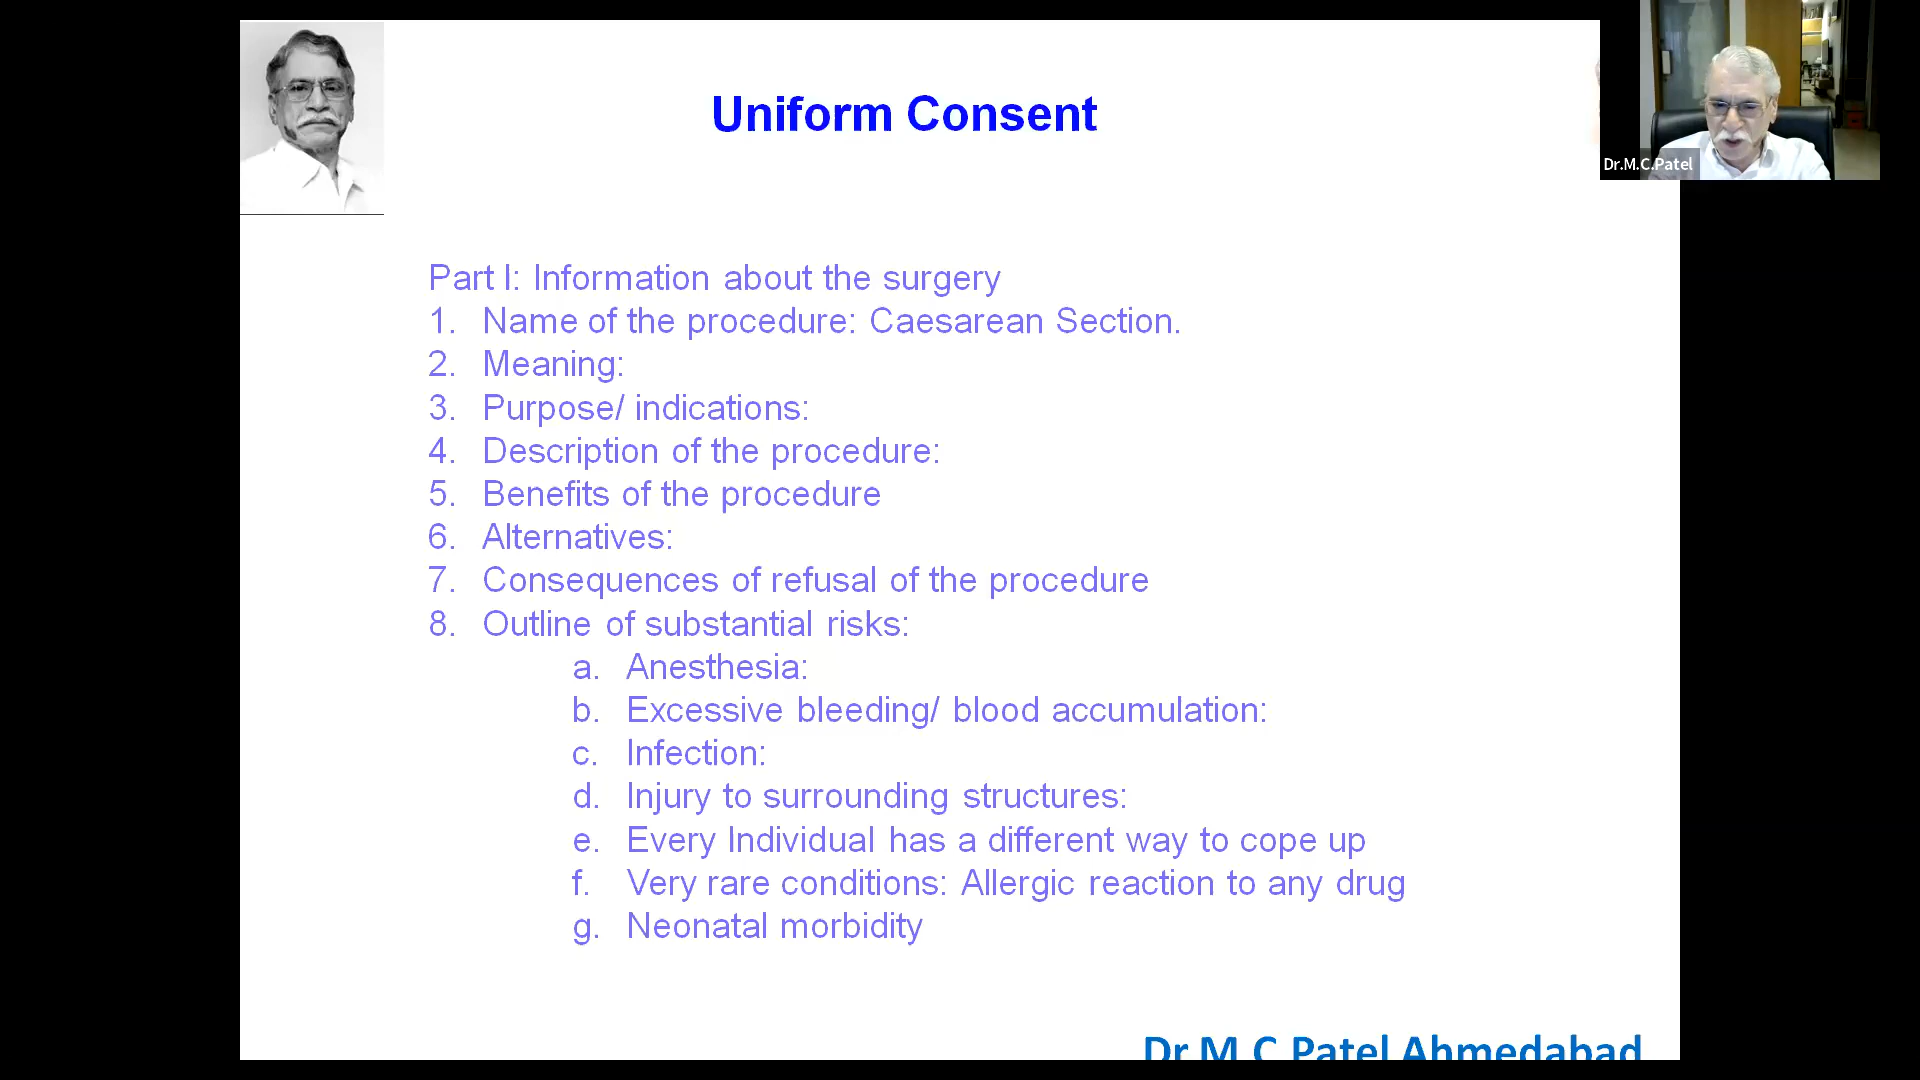 Uniform Consent
Dr.M.C.Patel
Part I: Information about the surgery
1. Name of the procedure: Caesarean Section.
2. Meaning:
3. Purpose/ indications:
4. Description of the procedure:
5. Benefits of the procedure
6. Alternatives:
7. Consequences of refusal of the procedure
8. Outline of substantial risks:
a. Anesthesia:
b. Excessive bleeding/ blood accumulation:
c. Infection:
d. Injury to surrounding structures:
e. Every Individual has a different way to cope up
f. Very rare conditions: Allergic reaction to any drug
g. Neonatal morbidity
Dr M C Patel Ahmedabad